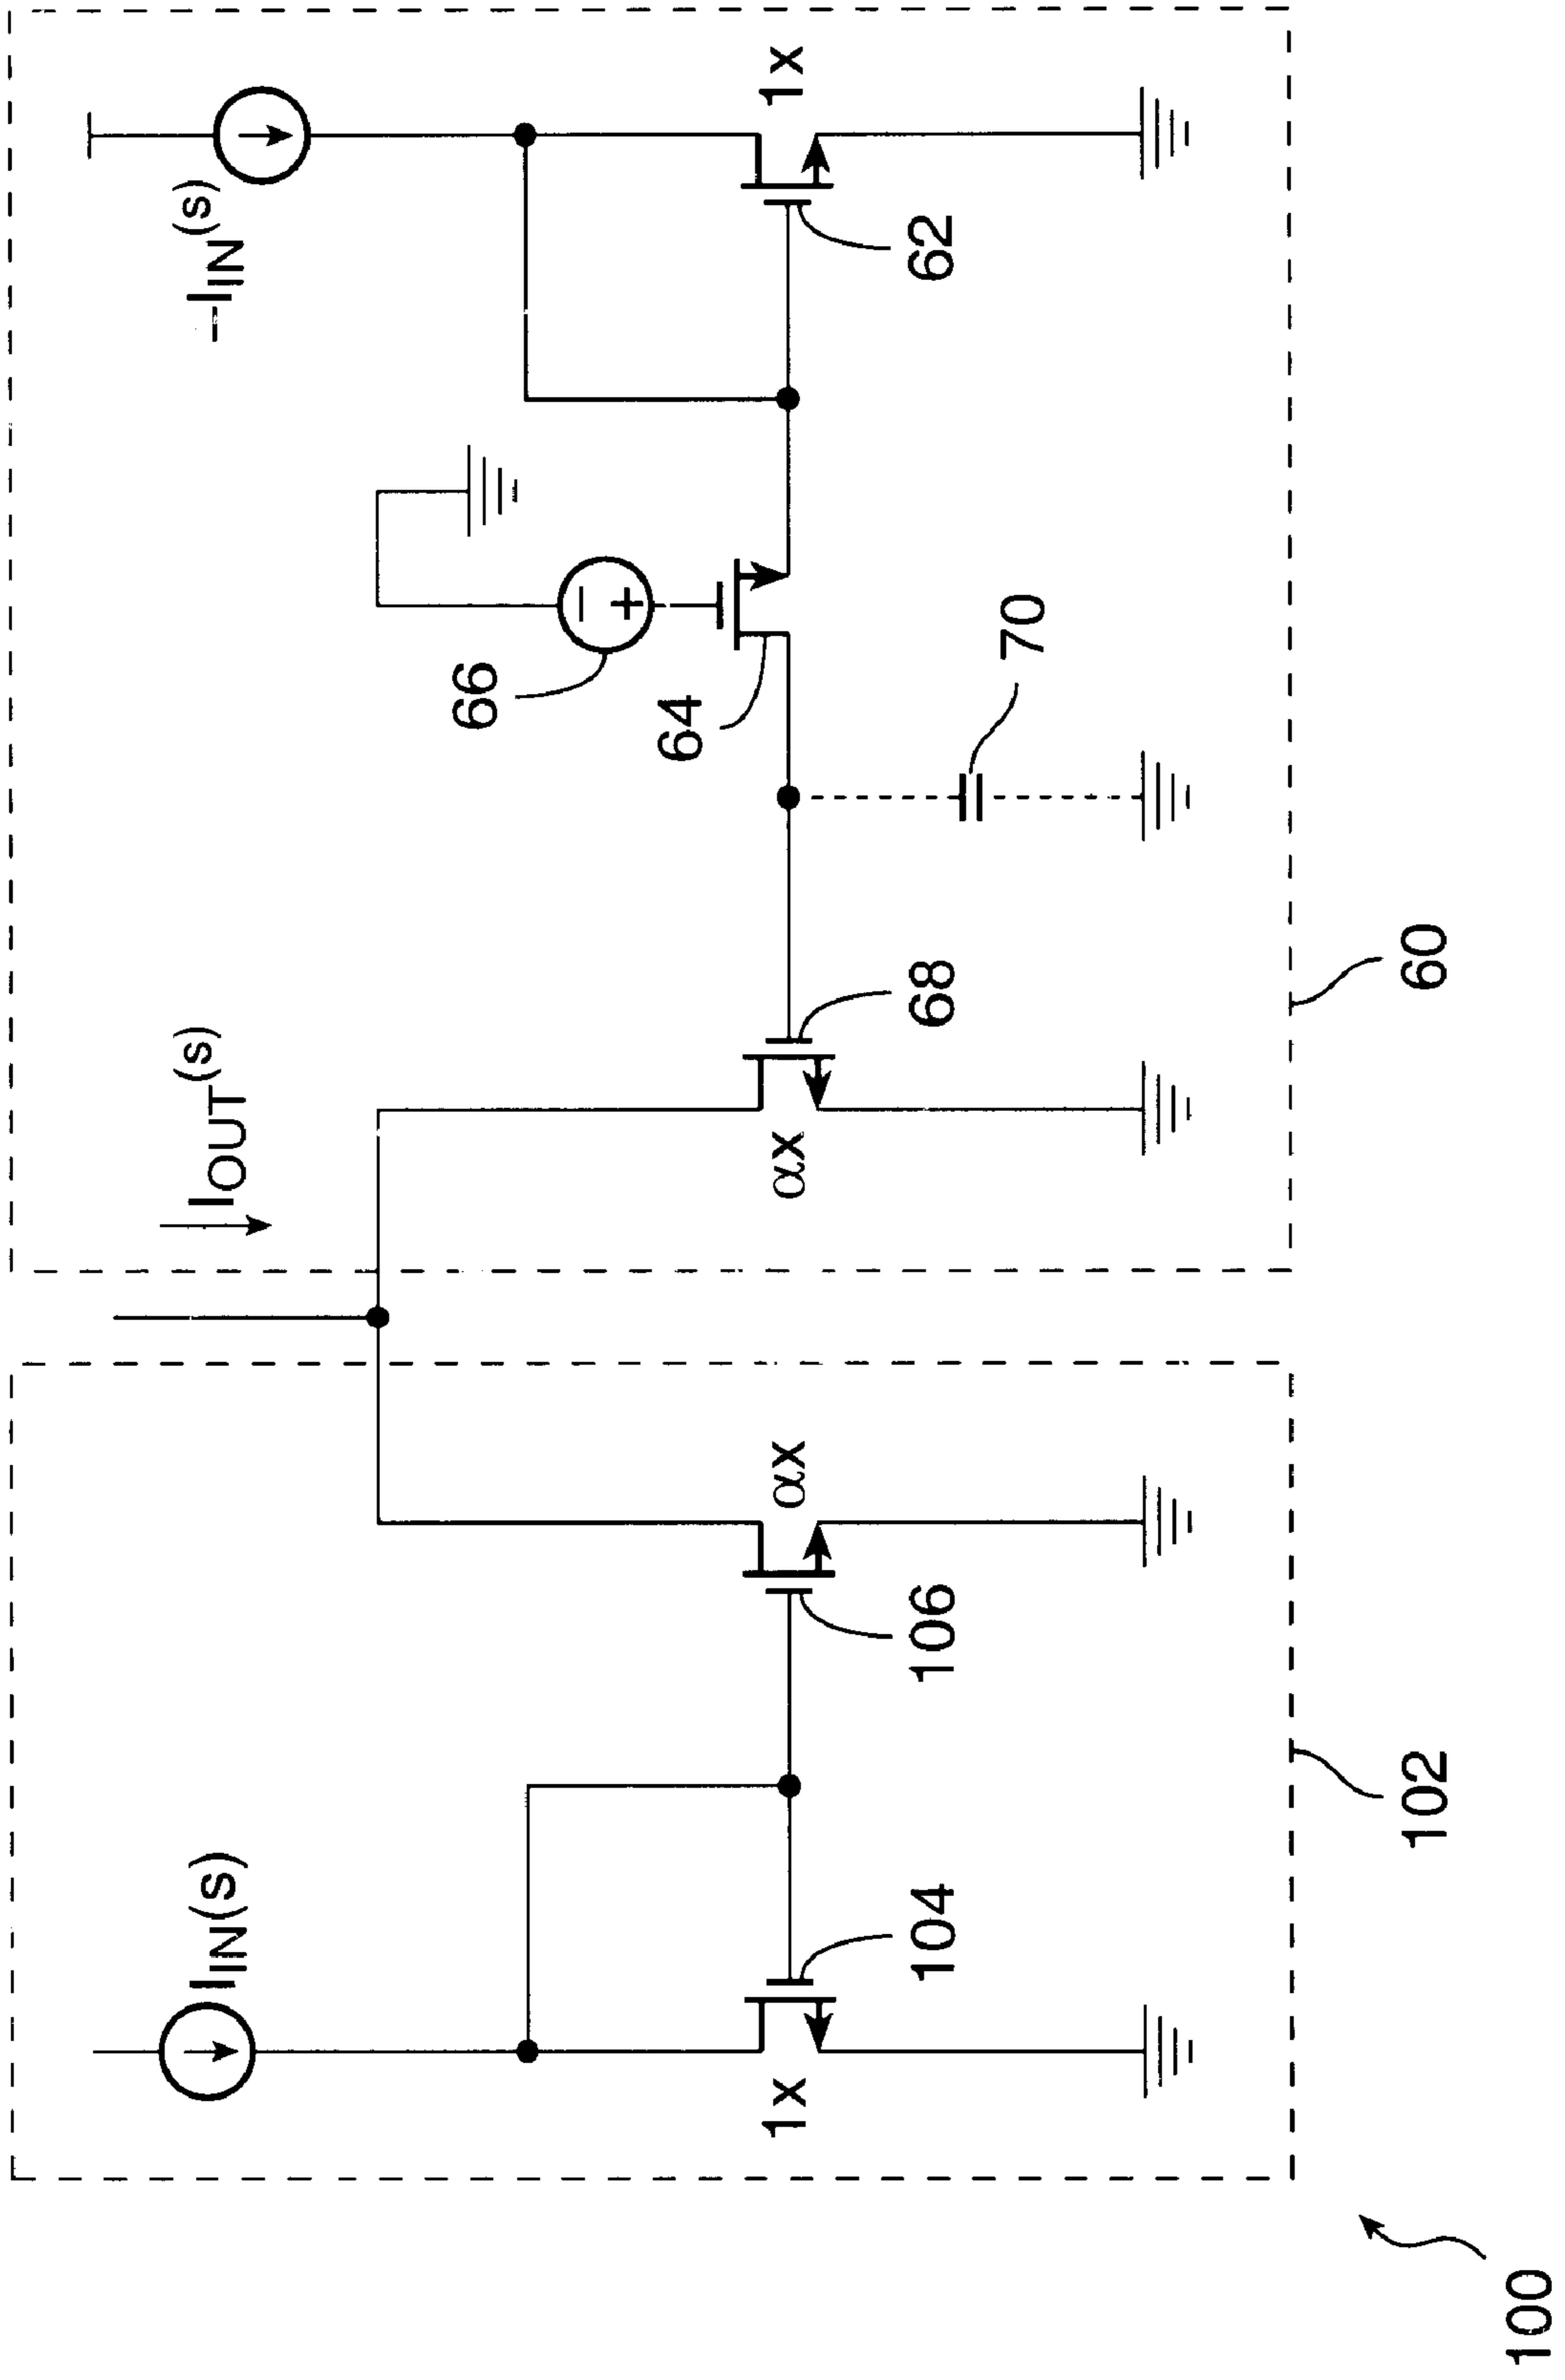 I_IN(s)
I_OUT(s)
–I_IN(s)
66
64
1x
αx
αx
1x
104
106
68
70
62
102
60
100